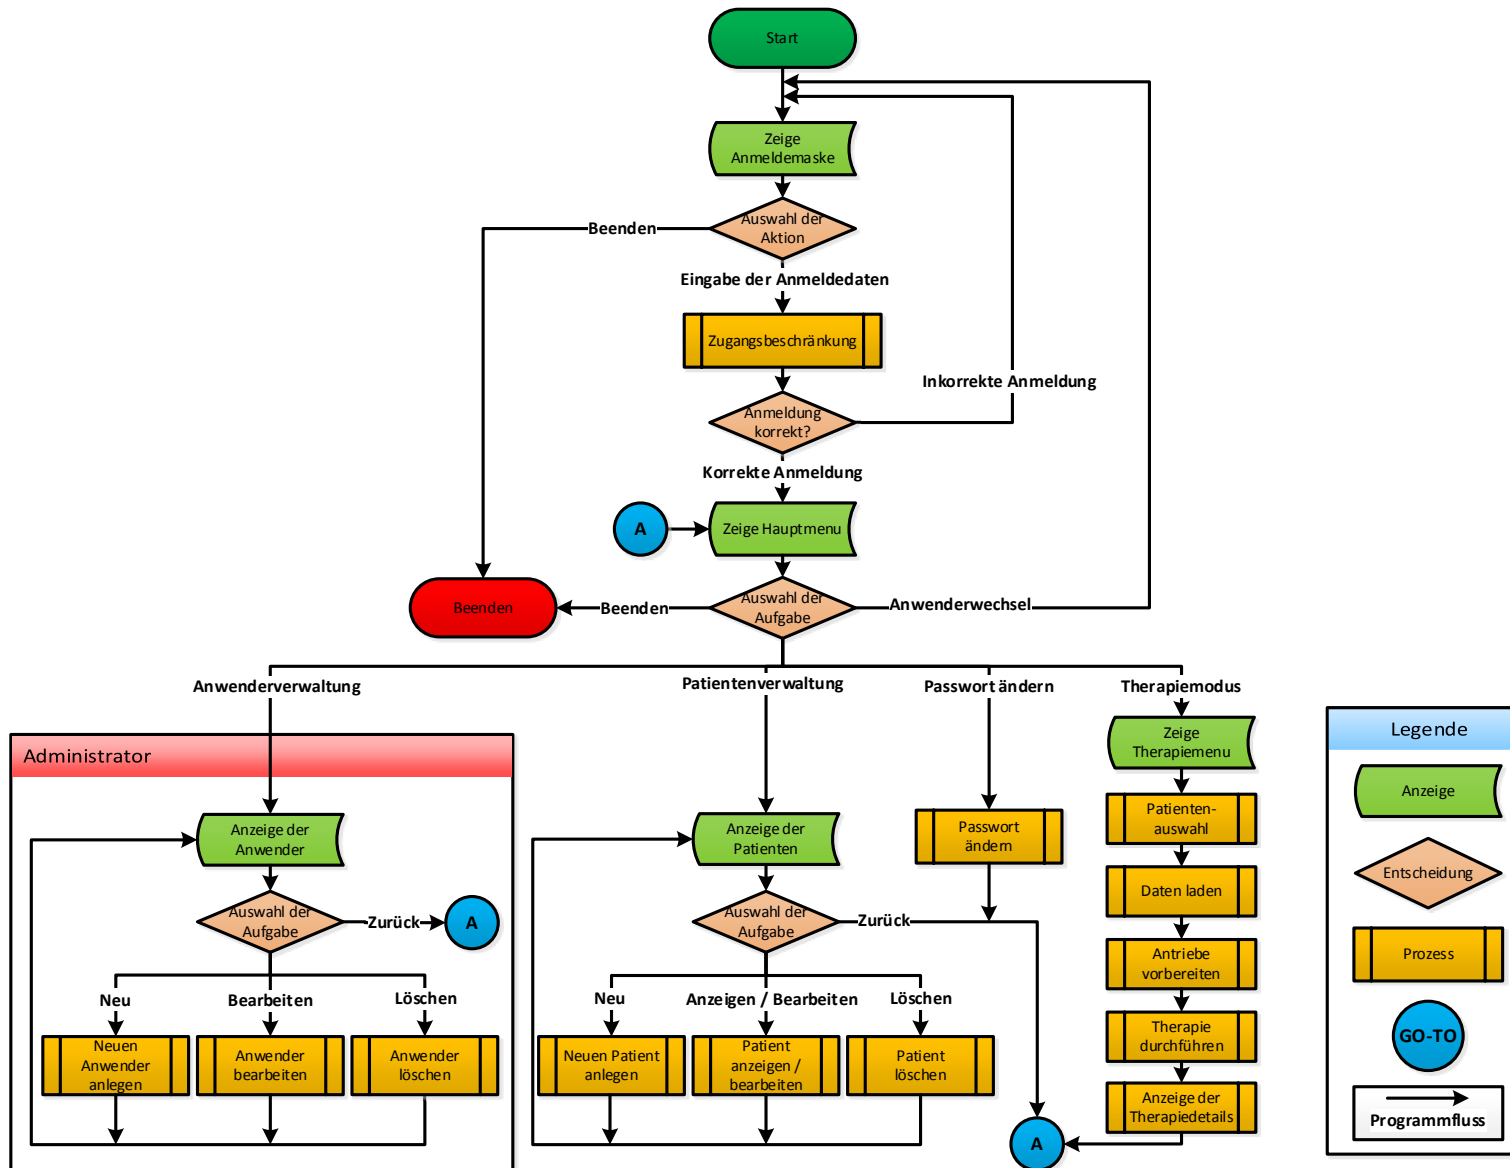 Start
Zeige
Anmeldemaske
Auswahl der
Aktion
Beenden
Eingabe der Anmeldedaten
Zugangsbeschränkung
Inkorrekte Anmeldung
Anmeldung
korrekt?
Korrekte Anmeldung
A
Zeige Hauptmenu
Beenden
Beenden
Auswahl der
Aufgabe
Anwenderwechsel
Anwenderverwaltung
Patientenverwaltung
Passwort ändern
Therapiemodus
Administrator
Anzeige der
Anwender
Auswahl der
Aufgabe
Zurück
A
Neu
Bearbeiten
Löschen
Neuen
Anwender
anlegen
Anwender
bearbeiten
Anwender
löschen
Anzeige der
Patienten
Auswahl der
Aufgabe
Zurück
Neu
Anzeigen / Bearbeiten
Löschen
Neuen Patient
anlegen
Patient
anzeigen /
bearbeiten
Patient
löschen
Passwort
ändern
A
Zeige
Therapiemenu
Patienten-
auswahl
Daten laden
Antriebe
vorbereiten
Therapie
durchführen
Anzeige der
Therapiedetails
Legende
Anzeige
Entscheidung
Prozess
GO-TO
Programmfluss